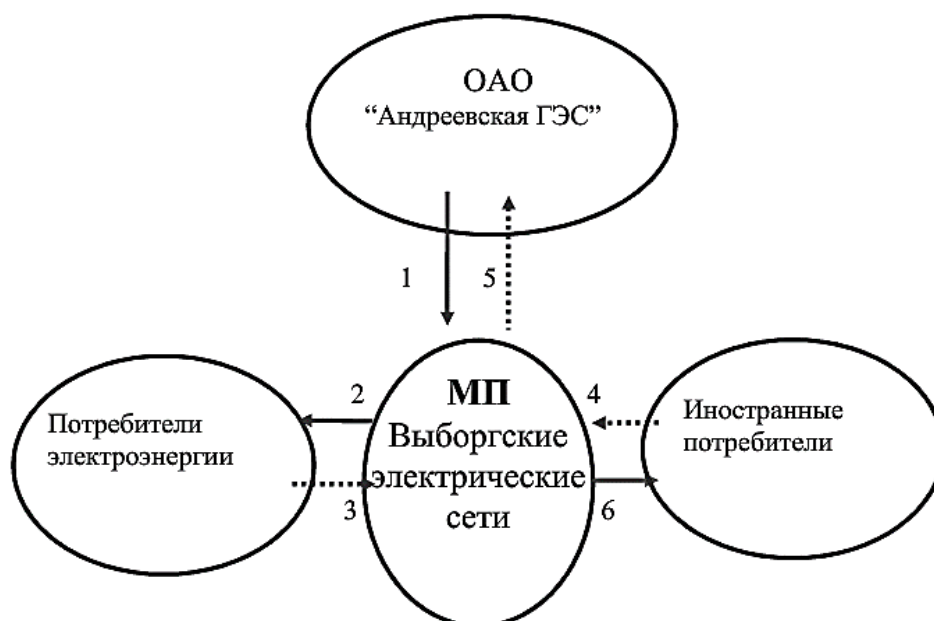 ОАО
“Андреевская ГЭС”
1
5
2
МП
4
Выборгские
электрические
сети
Потребители
электроэнергии
Иностранные
потребители
3
6